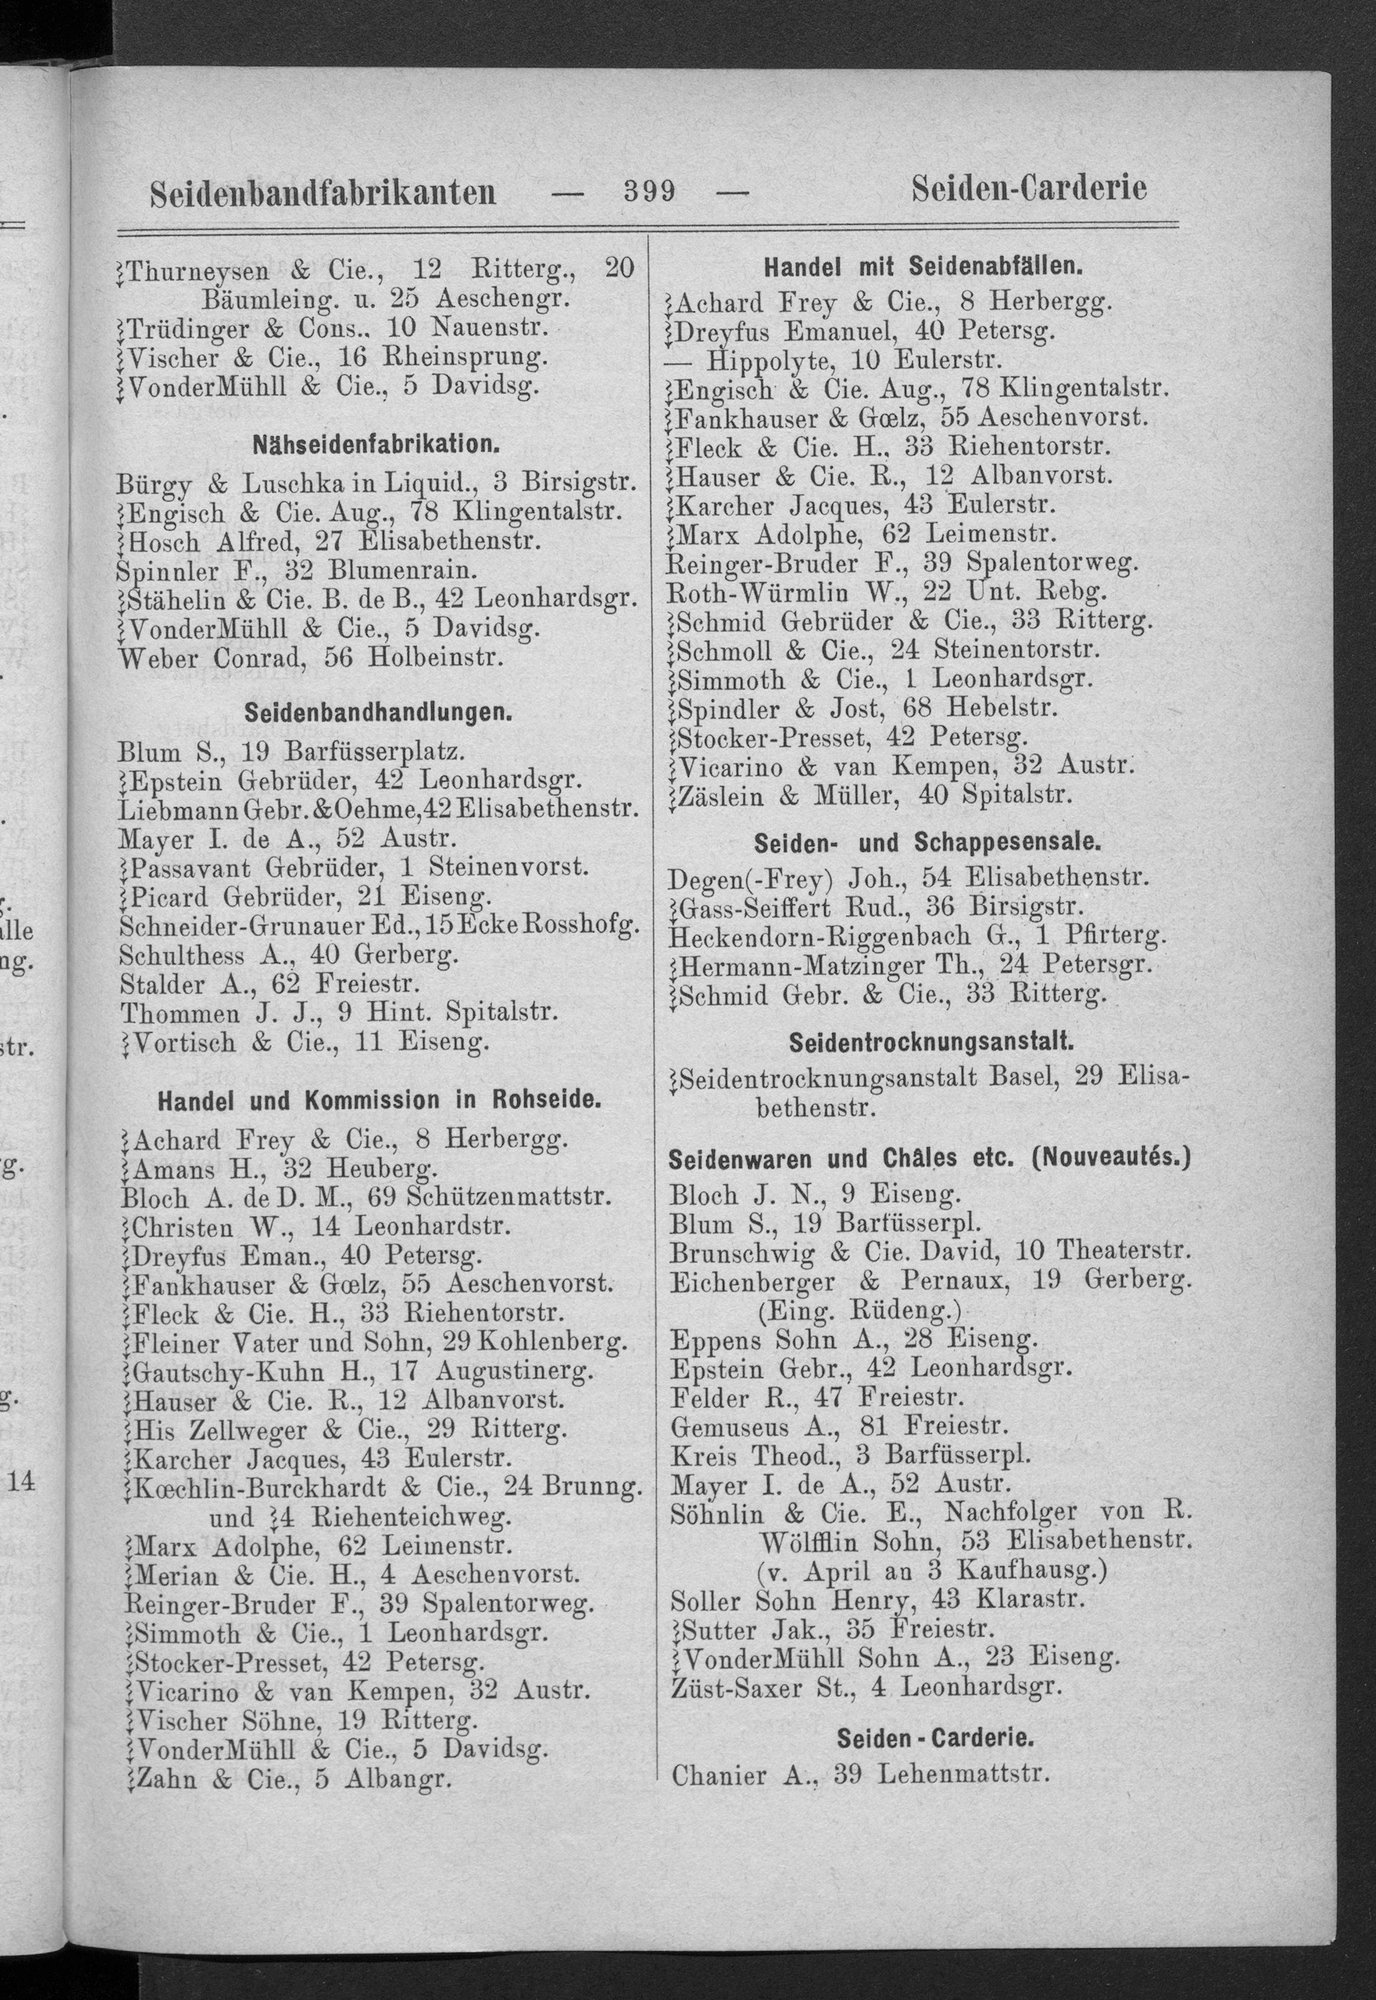 Seidenbandfabrikanten — 399 — Seiden-Carderie
⌇Thurneysen & Cie., 12 Ritterg., 20
Bäumleing. u. 25 Aeschengr.
⌇Trüdinger & Cons.. 10 Nauenstr.
⌇Vischer & Cie., 16 Rheinsprung.
⌇VonderMühll & Cie., 5 Davidsg.
Nähseidenfabrikation.
Bürgy & Luschka in Liquid., 3 Birsigstr.
⌇Engisch & Cie. Aug., 78 Klingentalstr.
⌇Hosch Alfred, 27 Elisabethenstr.
Spinnler F., 32 Blumenrain.
⌇Stähelin & Cie. B. de B., 42 Leonhardsgr.
⌇VonderMühll & Cie., 5 Davidsg.
Weber Conrad, 56 Holbeinstr.
Seidenbandhandlungen.
Blum S., 19 Barfüsserplatz.
⌇Epstein Gebrüder, 42 Leonhardsgr.
Liebmann Gebr. & Oehme, 42 Elisabethenstr.
Mayer I. de A., 52 Austr.
⌇Passavant Gebrüder, 1 Steinenvorst.
⌇Picard Gebrüder, 21 Eiseng.
Schneider-Grunauer Ed., 15 Ecke Rosshofg.
Schulthess A., 40 Gerberg.
Stalder A., 62 Freiestr.
Thommen J. J., 9 Hint. Spitalstr.
⌇Vortisch & Cie., 11 Eiseng.
Handel und Kommission in Rohseide.
⌇Achard Frey & Cie., 8 Herbergg.
⌇Amans H., 32 Heuberg.
Bloch A. de D. M., 69 Schützenmattstr.
⌇Christen W., 14 Leonhardstr.
⌇Dreyfus Eman., 40 Petersg.
⌇Fankhauser & Gœlz, 55 Aeschenvorst.
⌇Fleck & Cie. H., 33 Riehentorstr.
⌇Fleiner Vater und Sohn, 29 Kohlenberg.
⌇Gautschy-Kuhn H., 17 Augustinerg.
⌇Hauser & Cie. R., 12 Albanvorst.
⌇His Zellweger & Cie., 29 Ritterg.
⌇Karcher Jacques, 43 Eulerstr.
⌇Kœchlin-Burckhardt & Cie., 24 Brunng.
und ⌇4 Riehenteichweg.
⌇Marx Adolphe, 62 Leimenstr.
⌇Merian & Cie. H., 4 Aeschenvorst.
Reinger-Bruder F., 39 Spalentorweg.
⌇Simmoth & Cie., 1 Leonhardsgr.
⌇Stocker-Presset, 42 Petersg.
⌇Vicarino & van Kempen, 32 Austr.
⌇Vischer Söhne, 19 Ritterg.
⌇VonderMühll & Cie., 5 Davidsg.
⌇Zahn & Cie., 5 Albangr.
Handel mit Seidenabfällen.
⌇Achard Frey & Cie., 8 Herbergg.
⌇Dreyfus Emanuel, 40 Petersg.
— Hippolyte, 10 Eulerstr.
⌇Engisch & Cie. Aug., 78 Klingentalstr.
⌇Fankhauser & Gœlz, 55 Aeschenvorst.
⌇Fleck & Cie. H.. 33 Riehentorstr.
⌇Hauser & Cie. R., 12 Albanvorst.
⌇Karcher Jacques, 43 Eulerstr.
⌇Marx Adolphe, 62 Leimenstr.
Reinger-Bruder F., 39 Spalentorweg.
Roth-Würmlin W., 22 Unt. Rebg.
⌇Schmid Gebrüder & Cie., 33 Ritterg.
⌇Schmoll & Cie., 24 Steinentorstr.
⌇Simmoth & Cie., 1 Leonhardsgr.
⌇Spindler & Jost, 68 Hebelstr.
⌇Stocker-Presset, 42 Petersg.
⌇Vicarino & van Kempen, 32 Austr.
⌇Zäslein & Müller, 40 Spitalstr.
Seiden- und Schappesensale.
Degen(-Frey) Joh., 54 Elisabethenstr.
⌇Gass-Seiffert Rud., 36 Birsigstr.
Heckendorn-Riggenbach G., 1 Pfirterg.
⌇Hermann-Matzinger Th., 24 Petersgr.
⌇Schmid Gebr. & Cie., 33 Ritterg.
Seidentrocknungsanstalt.
⌇Seidentrocknungsanstalt Basel, 29 Elisa-
bethenstr.
Seidenwaren und Châles etc. (Nouveautés.)
Bloch J. N., 9 Eiseng.
Blum S., 19 Barfüsserpl.
Brunschwig & Cie. David, 10 Theaterstr.
Eichenberger & Pernaux, 19 Gerberg.
(Eing. Rüdeng.)
Eppens Sohn A., 28 Eiseng.
Epstein Gebr., 42 Leonhardsgr.
Felder R., 47 Freiestr.
Gemuseus A., 81 Freiestr.
Kreis Theod., 3 Barfüsserpl.
Mayer I. de A., 52 Austr.
Söhnlin & Cie. E., Nachfolger von R.
Wölfflin Sohn, 53 Elisabethenstr.
(v. April an 3 Kaufhausg.)
Soller Sohn Henry, 43 Klarastr.
⌇Sutter Jak., 35 Freiestr.
⌇VonderMühll Sohn A., 23 Eiseng.
Züst-Saxer St., 4 Leonhardsgr.
Seiden-Carderie.
Chanier A., 39 Lehenmattstr.